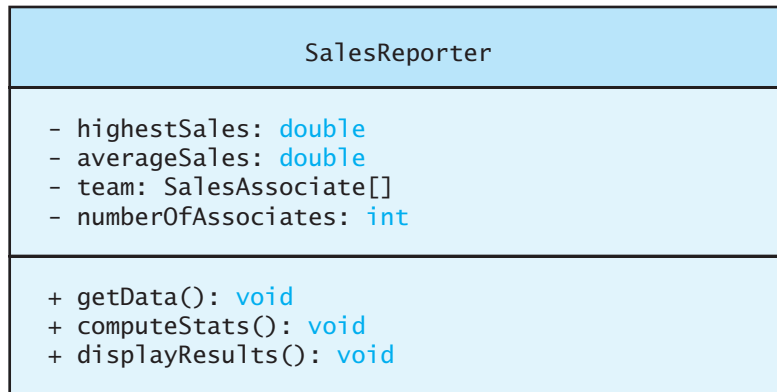 SalesReporter
- highestSales: double
- averageSales: double
- team: SalesAssociate[]
- numberOfAssociates: int
+ getData(): void
+ computeStats(): void
+ displayResults(): void